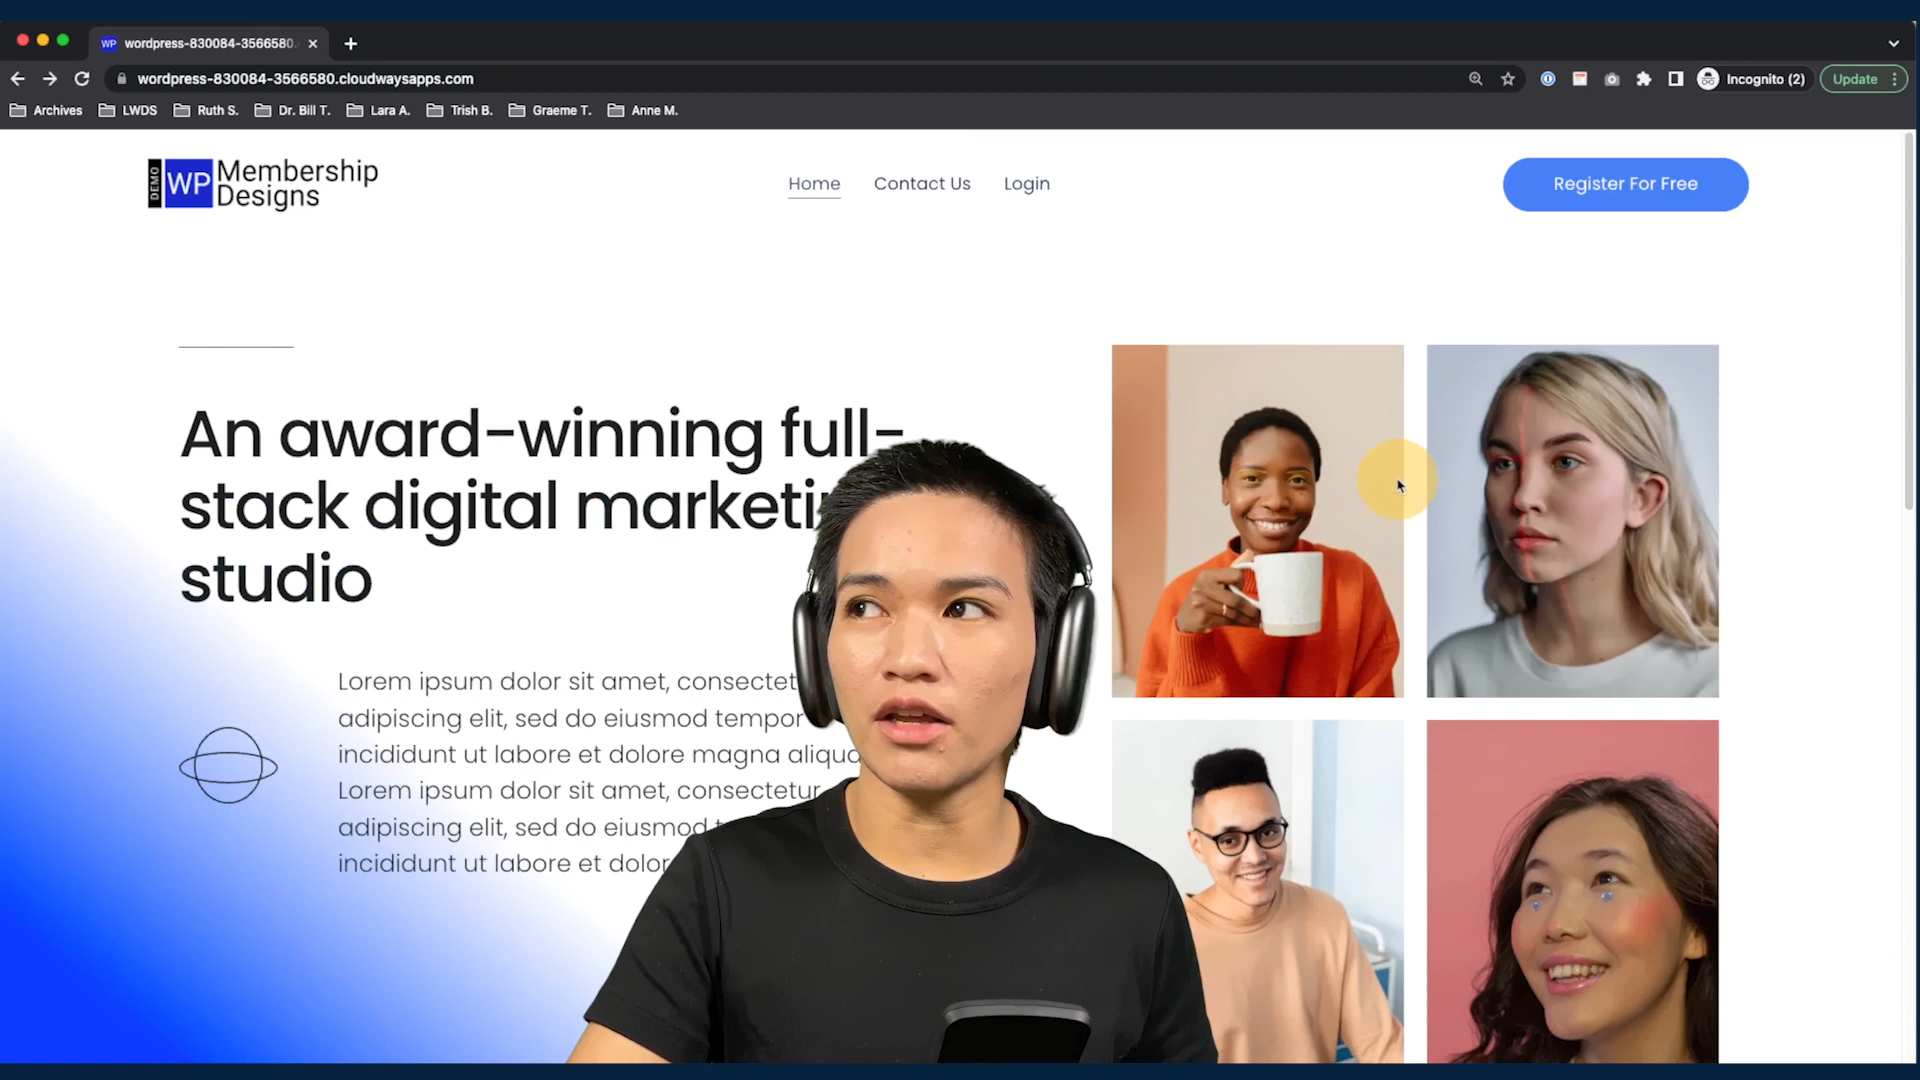 WP wordpress-830084-3566580.
wordpress-830084-3566580.cloudwaysapps.com
Incognito (2)
Update
Archives
LWDS
Ruth S.
Dr. Bill T.
Lara A.
Trish B.
Graeme T.
Anne M.
DEMO
WP
Membership
Designs
Home
Contact Us
Login
Register For Free
An award-winning full-
stack digital marketi
studio
Lorem ipsum dolor sit amet, consectet
adipiscing elit, sed do eiusmod tempor
incididunt ut labore et dolore magna aliqua
Lorem ipsum dolor sit amet, consectetur
adipiscing elit, sed do eiusmod t
incididunt ut labore et dolor